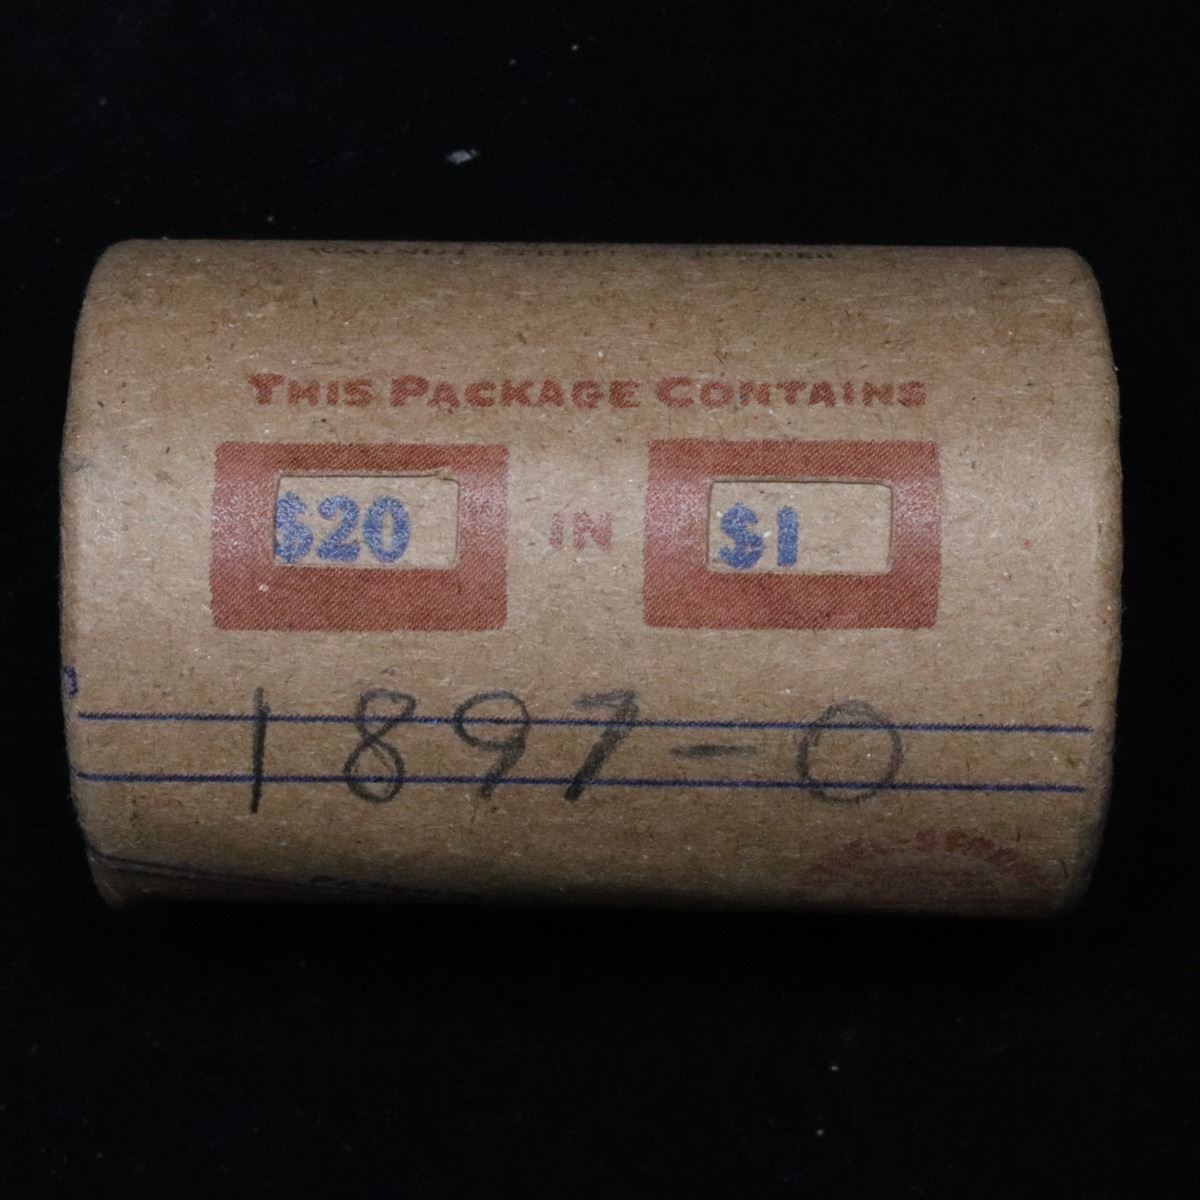 THIS PACKAGE CONTAINS
$20 IN $1
1897-O